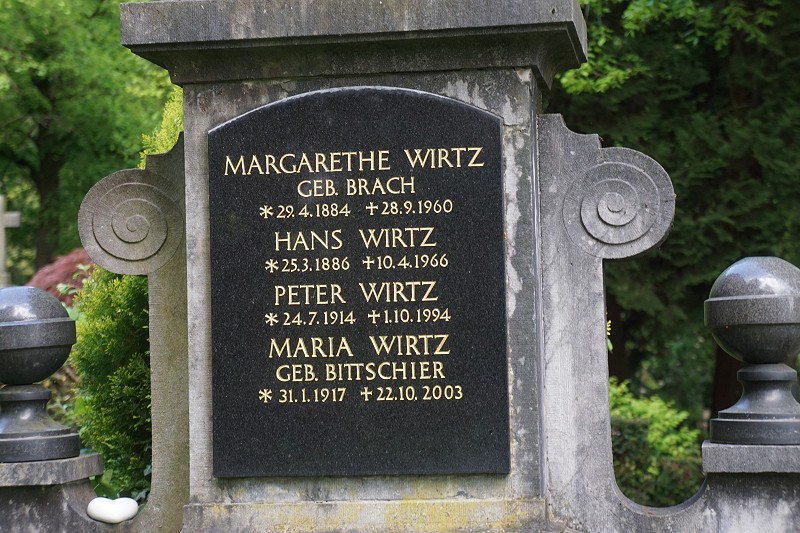 MARGARETHE WIRTZ
GEB. BRACH
* 29.4.1884 ✝28.9.1960
HANS WIRTZ
* 25.3.1886 ✝10.4.1966
PETER WIRTZ
* 24.7.1914 ✝1.10.1994
MARIA WIRTZ
GEB. BITTSCHIER
* 31.1.1917 ✝22.10.2003